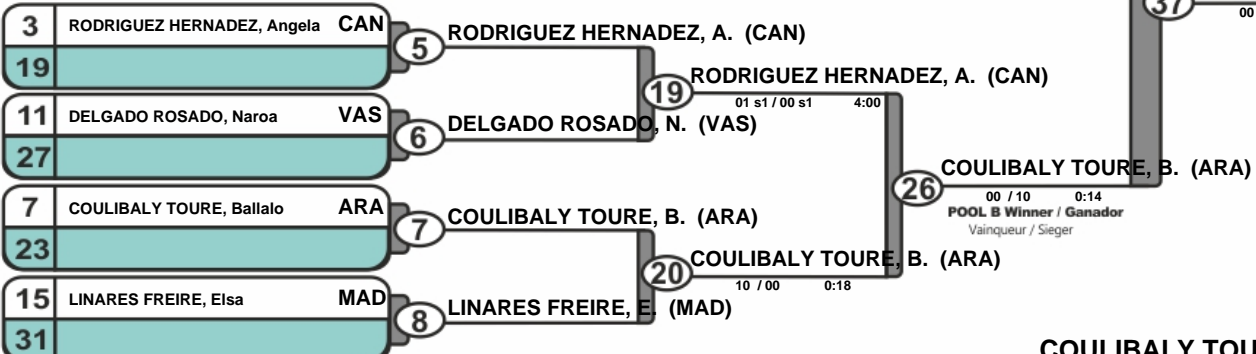 3 RODRIGUEZ HERNADEZ, Angela CAN
19
5 RODRIGUEZ HERNADEZ, A. (CAN)
11 DELGADO ROSADO, Naroa VAS
27
6 DELGADO ROSADO, N. (VAS)
19 RODRIGUEZ HERNADEZ, A. (CAN)
01 s1 / 00 s1 4:00
7 COULIBALY TOURE, Ballalo ARA
23
7 COULIBALY TOURE, B. (ARA)
15 LINARES FREIRE, Elsa MAD
31
8 LINARES FREIRE, E. (MAD)
20 COULIBALY TOURE, B. (ARA)
10 / 00 0:18
26 COULIBALY TOURE, B. (ARA)
00 / 10 0:14
POOL B Winner / Ganador
Vainqueur / Sieger
37
00
COULIBALY TOU